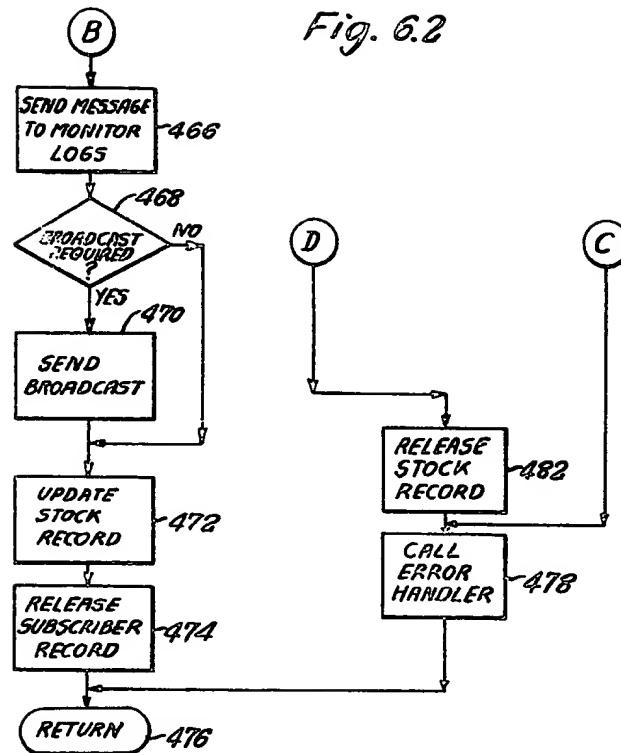 Fig. 6.2
B
SEND MESSAGE
TO MONITOR
LOGS
466
468
BROADCAST
REQUIRED
?
NO
YES
470
SEND
BROADCAST
UPDATE
STOCK
RECORD
472
RELEASE
SUBSCRIBER
RECORD
474
RETURN
476
D
C
RELEASE
STOCK
RECORD
482
CALL
ERROR
HANDLER
478